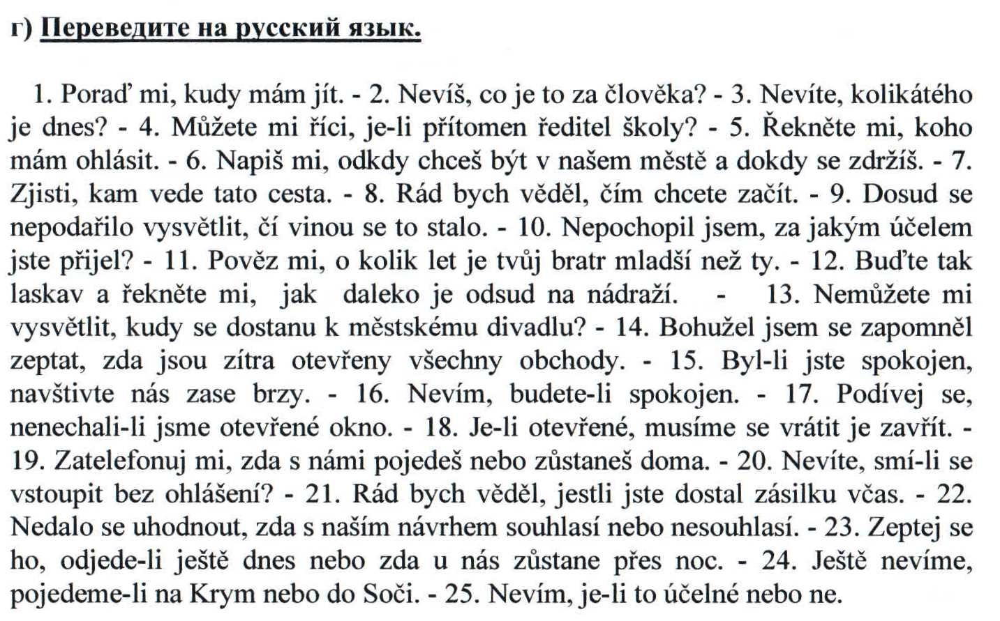 г) Переведите на русский язык.
1. Poraď mi, kudy mám jít. - 2. Nevíš, co je to za člověka? - 3. Nevíte, kolikátého
je dnes? - 4. Můžete mi říci, je-li přítomen ředitel školy? - 5. Řekněte mi, koho
mám ohlásit. - 6. Napiš mi, odkdy chceš být v našem městě a dokdy se zdržíš. - 7.
Zjisti, kam vede tato cesta. - 8. Rád bych věděl, čím chcete začít. - 9. Dosud se
nepodařilo vysvětlit, čí vinou se to stalo. - 10. Nepochopil jsem, za jakým účelem
jste přijel? - 11. Pověz mi, o kolik let je tvůj bratr mladší než ty. - 12. Buďte tak
laskav a řekněte mi, jak daleko je odsud na nádraží. - 13. Nemůžete mi
vysvětlit, kudy se dostanu k městskému divadlu? - 14. Bohužel jsem se zapomněl
zeptat, zda jsou zítra otevřeny všechny obchody. - 15. Byl-li jste spokojen,
navštivte nás zase brzy. - 16. Nevím, budete-li spokojen. - 17. Podívej se,
nenechali-li jsme otevřené okno. - 18. Je-li otevřené, musíme se vrátit je zavřít. -
19. Zatelefonuj mi, zda s námi pojedeš nebo zůstaneš doma. - 20. Nevíte, smí-li se
vstoupit bez ohlášení? - 21. Rád bych věděl, jestli jste dostal zásilku včas. - 22.
Nedalo se uhodnout, zda s naším návrhem souhlasí nebo nesouhlasí. - 23. Zeptej se
ho, odjede-li ještě dnes nebo zda u nás zůstane přes noc. - 24. Ještě nevíme,
pojedeme-li na Krym nebo do Soči. - 25. Nevím, je-li to účelné nebo ne.